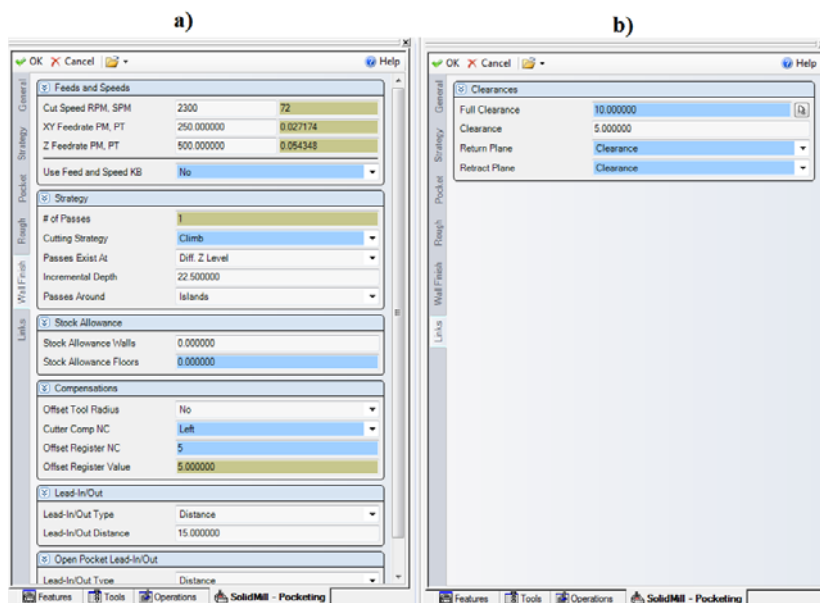 a)
OK Cancel Help
General
Strategy
Pocket
Rough
Wall Finish
Links
Feeds and Speeds
Cut Speed RPM, SPM 2300 72
XY Feedrate PM, PT 250.000000 0.027174
Z Feedrate PM, PT 500.000000 0.054348
Use Feed and Speed KB No
Strategy
# of Passes 1
Cutting Strategy Climb
Passes Exist At Diff. Z Level
Incremental Depth 22.500000
Passes Around Islands
Stock Allowance
Stock Allowance Walls 0.000000
Stock Allowance Floors 0.000000
Compensations
Offset Tool Radius No
Cutter Comp NC Left
Offset Register NC 5
Offset Register Value 5.000000
Lead-In/Out
Lead-In/Out Type Distance
Lead-In/Out Distance 15.000000
Open Pocket Lead-In/Out
Lead-In/Out Type Distance
Features Tools Operations SolidMill - Pocketing
b)
OK Cancel Help
General
Strategy
Pocket
Rough
Wall Finish
Links
Clearances
Full Clearance 10.000000
Clearance 5.000000
Return Plane Clearance
Retract Plane Clearance
Features Tools Operations SolidMill - Pocketing